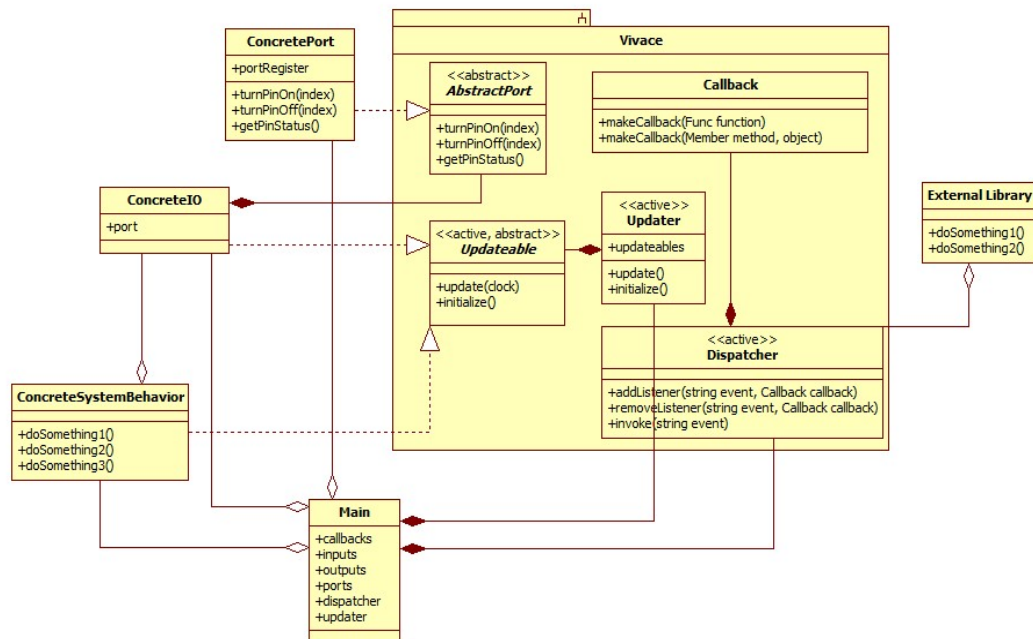 Vivace
ConcretePort
+portRegister
+turnPinOn(index)
+turnPinOff(index)
+getPinStatus()
<<abstract>>
AbstractPort
+turnPinOn(index)
+turnPinOff(index)
+getPinStatus()
Callback
+makeCallback(Func function)
+makeCallback(Member method, object)
ConcreteIO
+port
<<active, abstract>>
Updateable
+update(clock)
+initialize()
<<active>>
Updater
+updateables
+update()
+initialize()
External Library
+doSomething1()
+doSomething2()
<<active>>
Dispatcher
+addListener(string event, Callback callback)
+removeListener(string event, Callback callback)
+invoke(string event)
ConcreteSystemBehavior
+doSomething1()
+doSomething2()
+doSomething3()
Main
+callbacks
+inputs
+outputs
+ports
+dispatcher
+updater